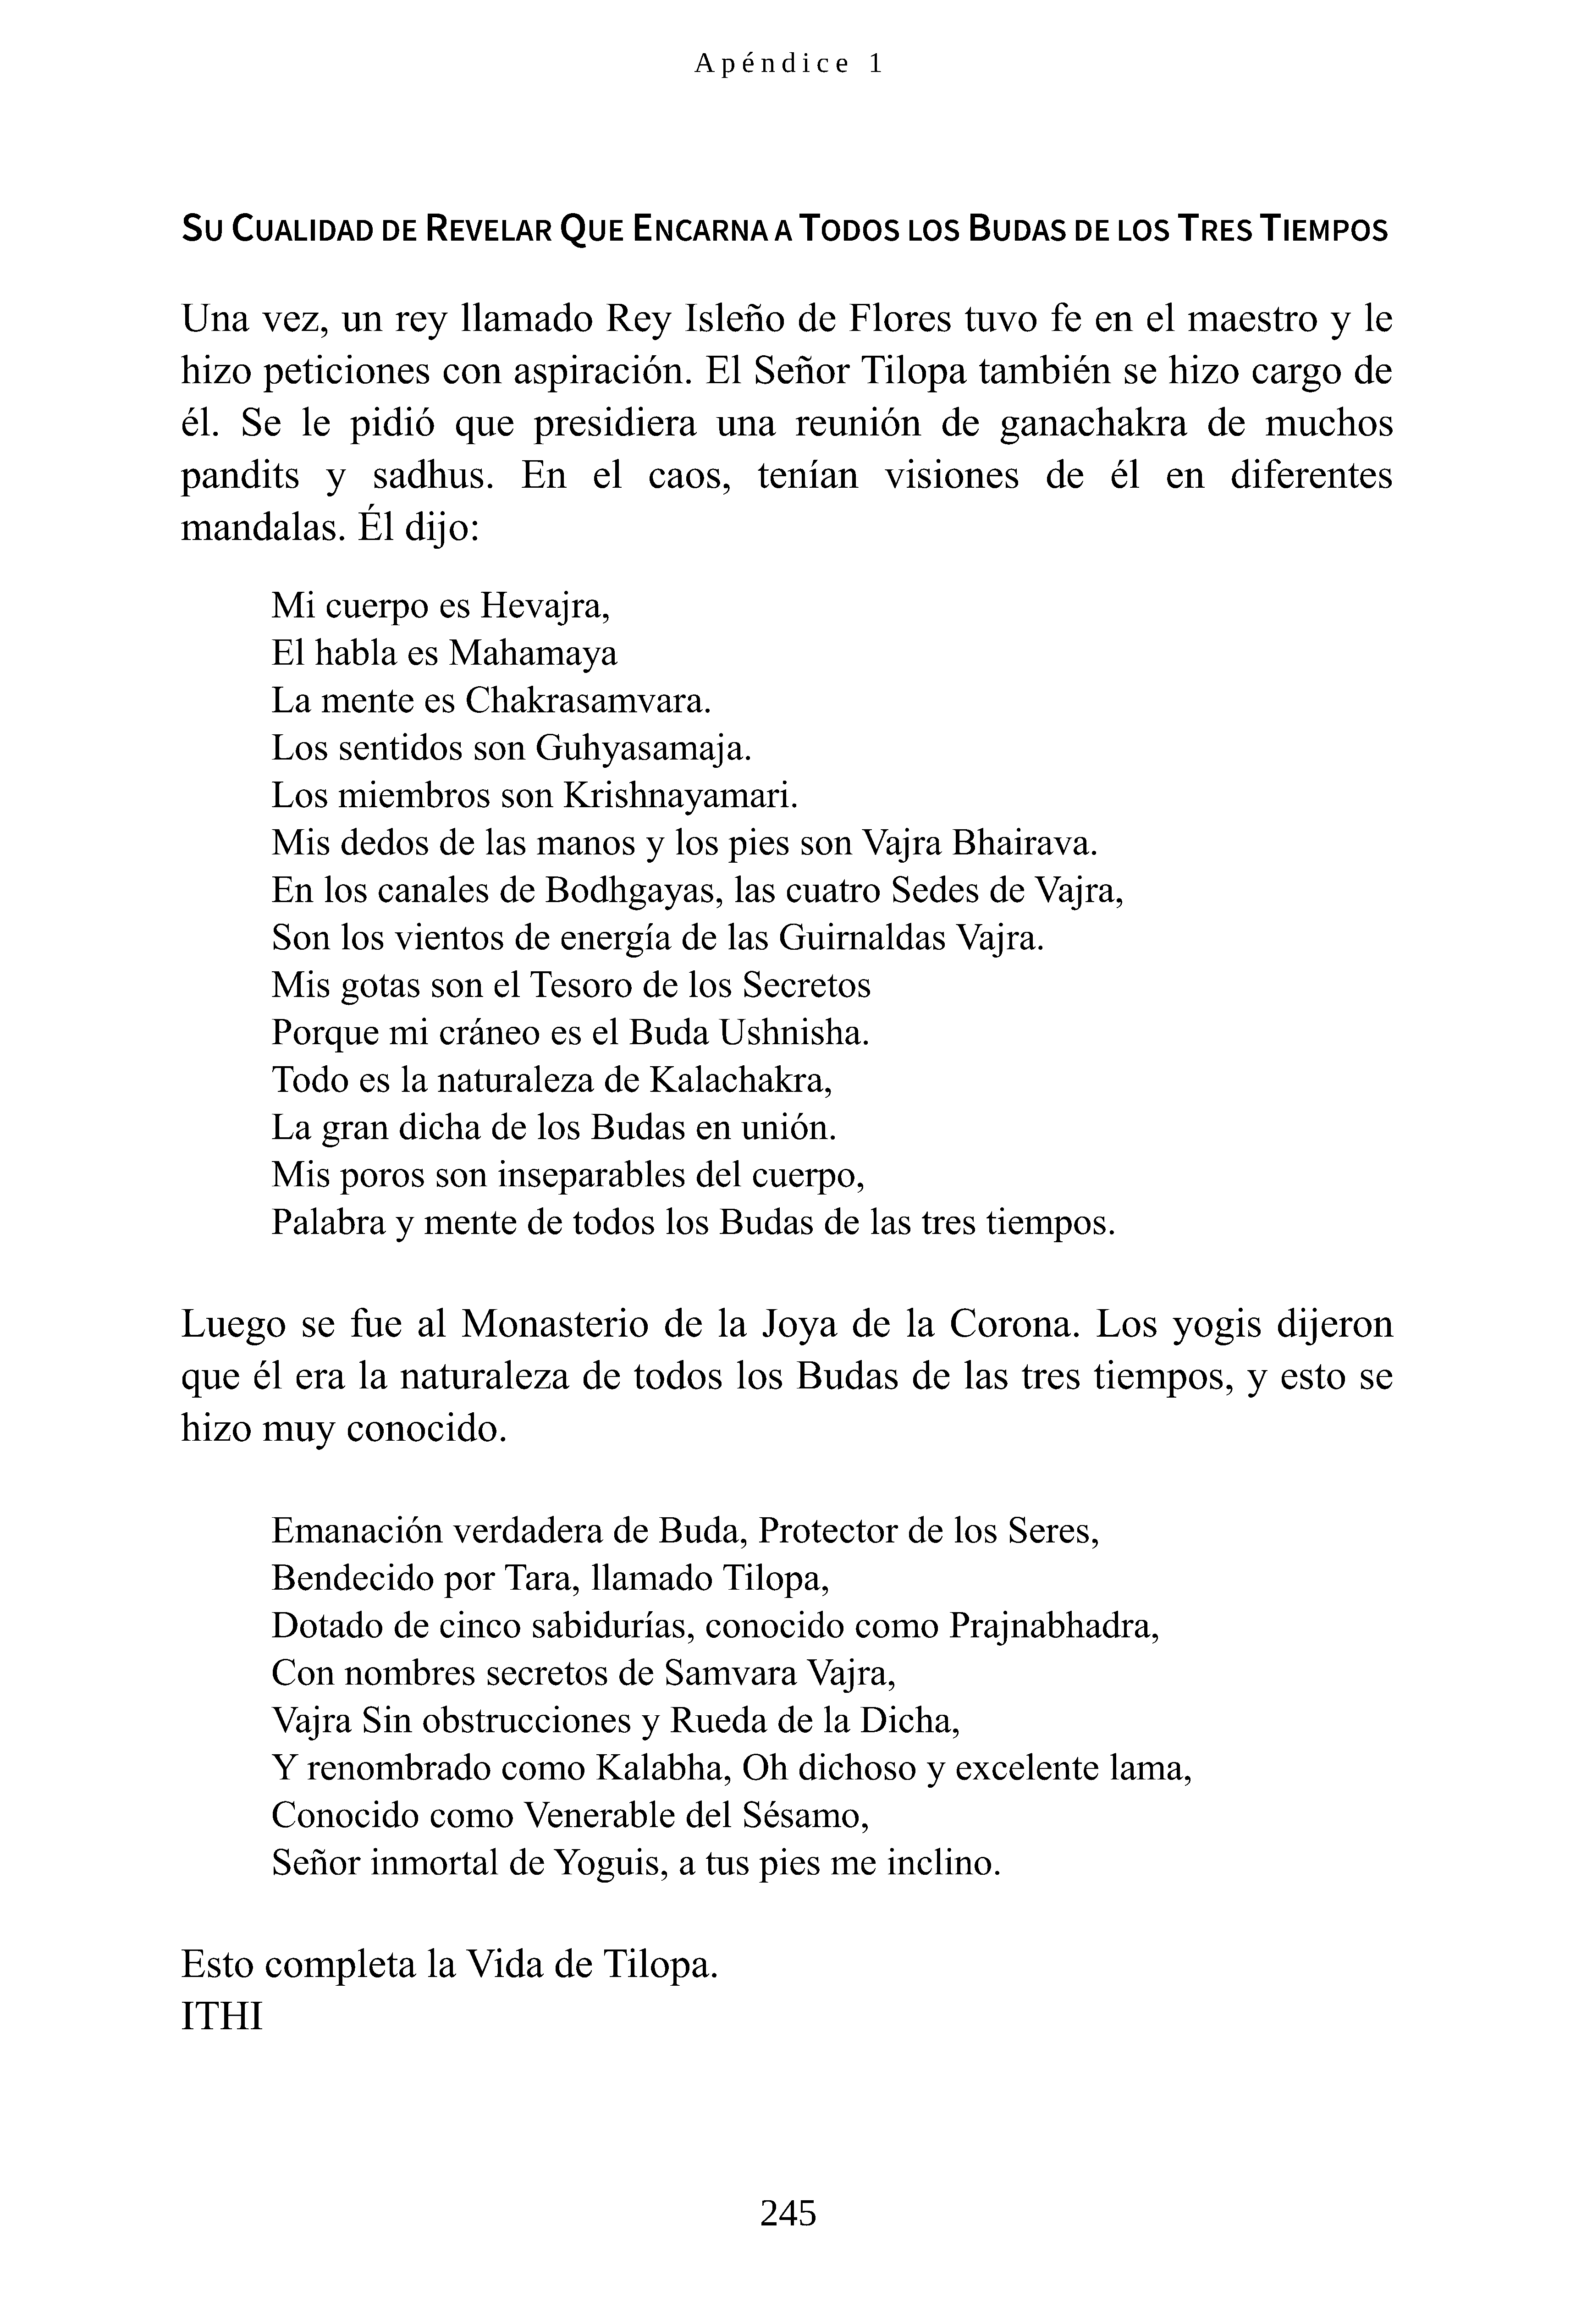 Apéndice 1
Su Cualidad de Revelar Que Encarna a Todos los Budas de los Tres Tiempos
Una vez, un rey llamado Rey Isleño de Flores tuvo fe en el maestro y le
hizo peticiones con aspiración. El Señor Tilopa también se hizo cargo de
él. Se le pidió que presidiera una reunión de ganachakra de muchos
pandits y sadhus. En el caos, tenían visiones de él en diferentes
mandalas. Él dijo:
Mi cuerpo es Hevajra,
El habla es Mahamaya
La mente es Chakrasamvara.
Los sentidos son Guhyasamaja.
Los miembros son Krishnayamari.
Mis dedos de las manos y los pies son Vajra Bhairava.
En los canales de Bodhgayas, las cuatro Sedes de Vajra,
Son los vientos de energía de las Guirnaldas Vajra.
Mis gotas son el Tesoro de los Secretos
Porque mi cráneo es el Buda Ushnisha.
Todo es la naturaleza de Kalachakra,
La gran dicha de los Budas en unión.
Mis poros son inseparables del cuerpo,
Palabra y mente de todos los Budas de las tres tiempos.
Luego se fue al Monasterio de la Joya de la Corona. Los yogis dijeron
que él era la naturaleza de todos los Budas de las tres tiempos, y esto se
hizo muy conocido.
Emanación verdadera de Buda, Protector de los Seres,
Bendecido por Tara, llamado Tilopa,
Dotado de cinco sabidurías, conocido como Prajnabhadra,
Con nombres secretos de Samvara Vajra,
Vajra Sin obstrucciones y Rueda de la Dicha,
Y renombrado como Kalabha, Oh dichoso y excelente lama,
Conocido como Venerable del Sésamo,
Señor inmortal de Yoguis, a tus pies me inclino.
Esto completa la Vida de Tilopa.
ITHI
245